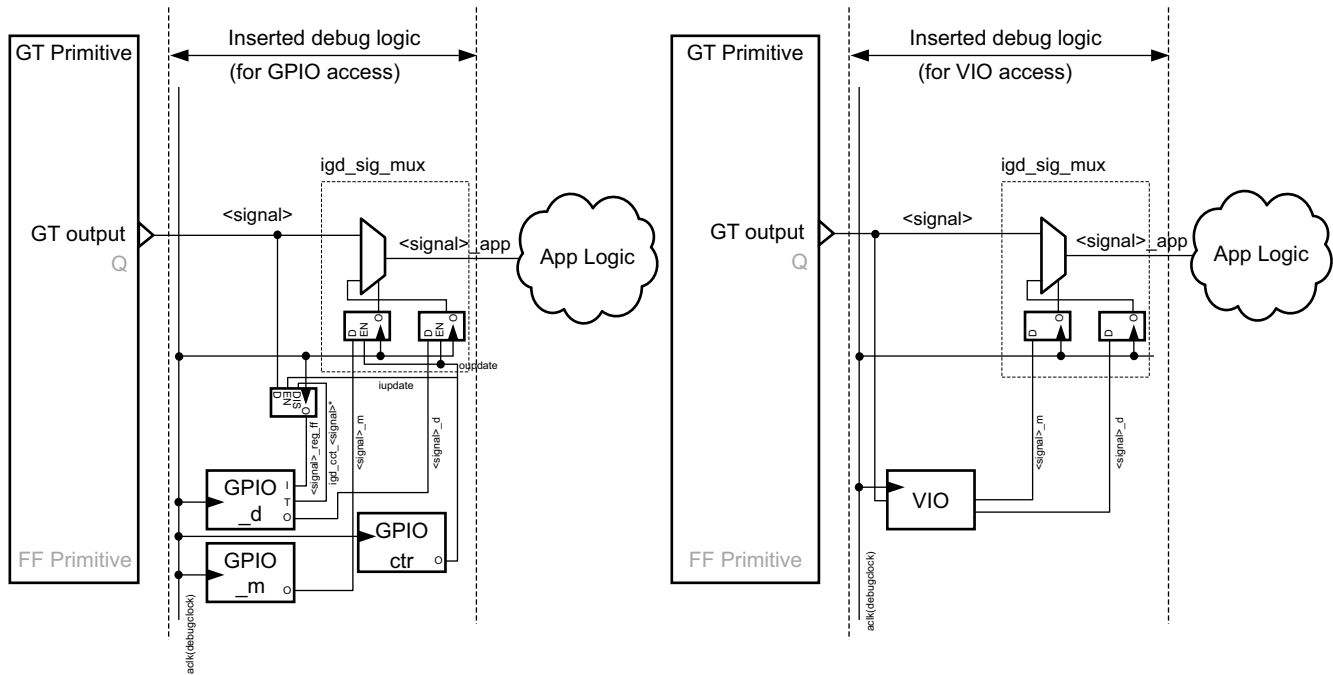 GT Primitive
Inserted debug logic
(for GPIO access)
igd_sig_mux
<signal>
GT output
Q
<signal>_app
App Logic
D
EN
O
D
EN
O
oupdate
iupdate
D
EN
DIS
O
<signal>_reg_ff
igd_cct_<signal>*
<signal>_m
<signal>_d
GPIO
_d
I
T
O
GPIO
ctr
O
FF Primitive
GPIO
_m
O
aclk(debugclock)
GT Primitive
Inserted debug logic
(for VIO access)
igd_sig_mux
<signal>
GT output
Q
<signal>_app
App Logic
D
O
D
O
<signal>_m
<signal>_d
VIO
FF Primitive
aclk(debugclock)